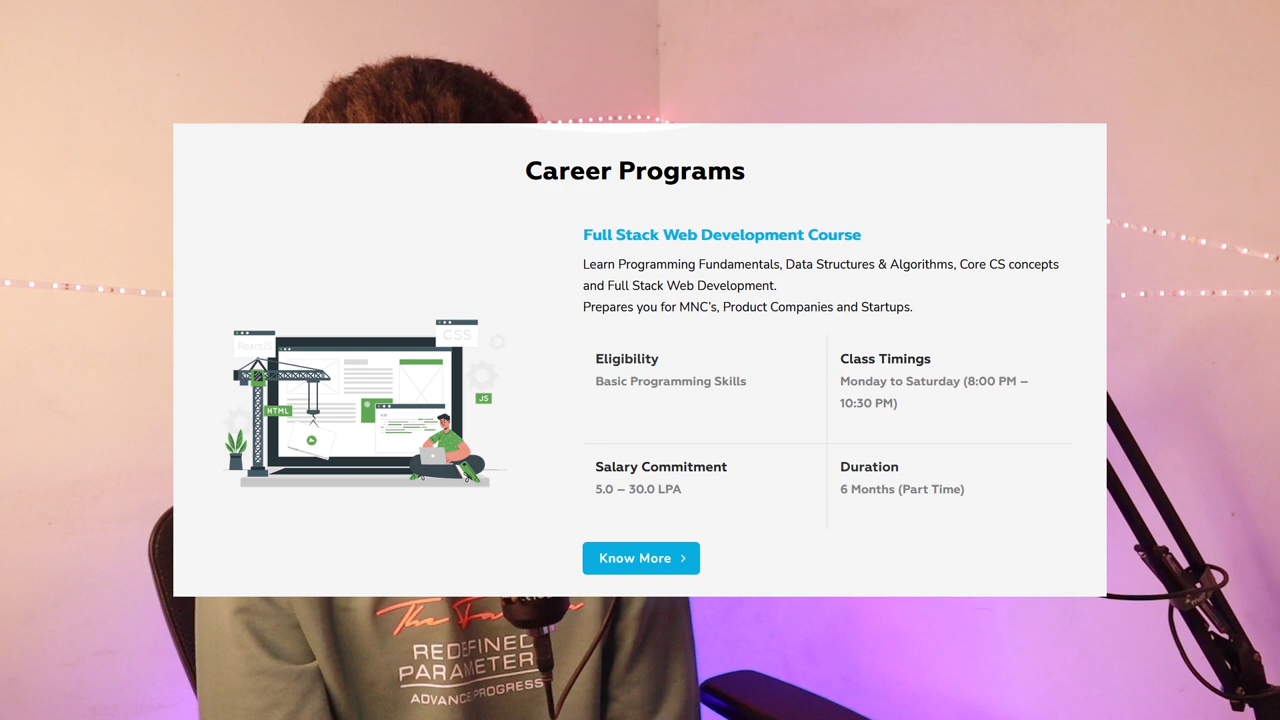 Career Programs
Full Stack Web Development Course
Learn Programming Fundamentals, Data Structures & Algorithms, Core CS concepts
and Full Stack Web Development.
Prepares you for MNC's, Product Companies and Startups.
Eligibility
Basic Programming Skills
Class Timings
Monday to Saturday (8:00 PM –
10:30 PM)
Salary Commitment
5.0 – 30.0 LPA
Duration
6 Months (Part Time)
Know More
ReactJS
CSS
HTML
JS
The
REDEFINED
PARAMETER
ADVANCE PROGRESS